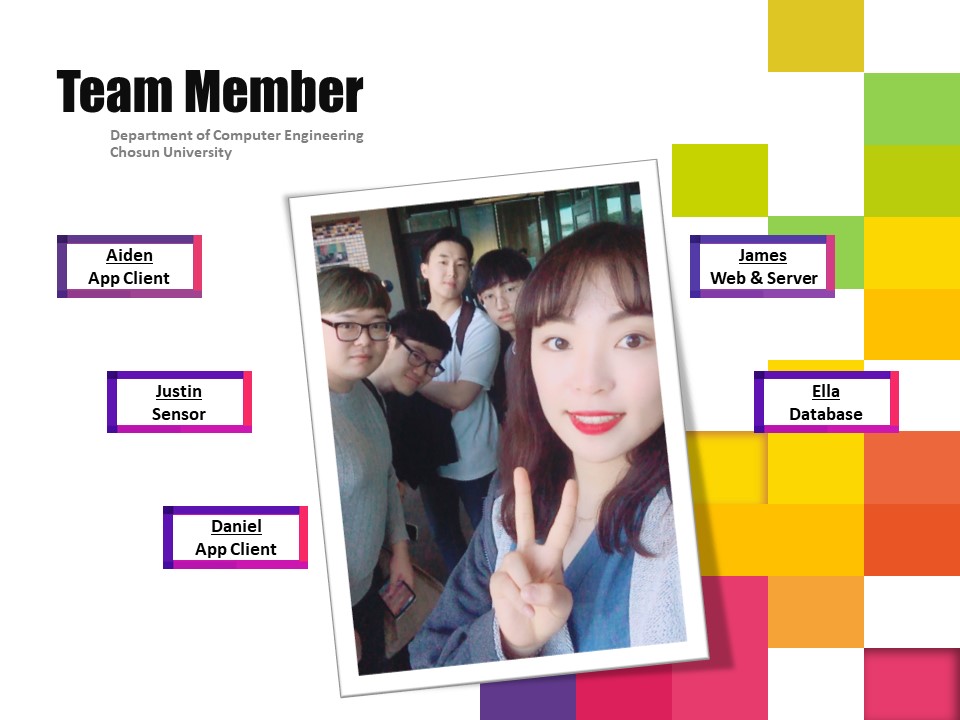 Team Member
Department of Computer Engineering
Chosun University
Aiden
App Client
James
Web & Server
Justin
Sensor
Ella
Database
Daniel
App Client